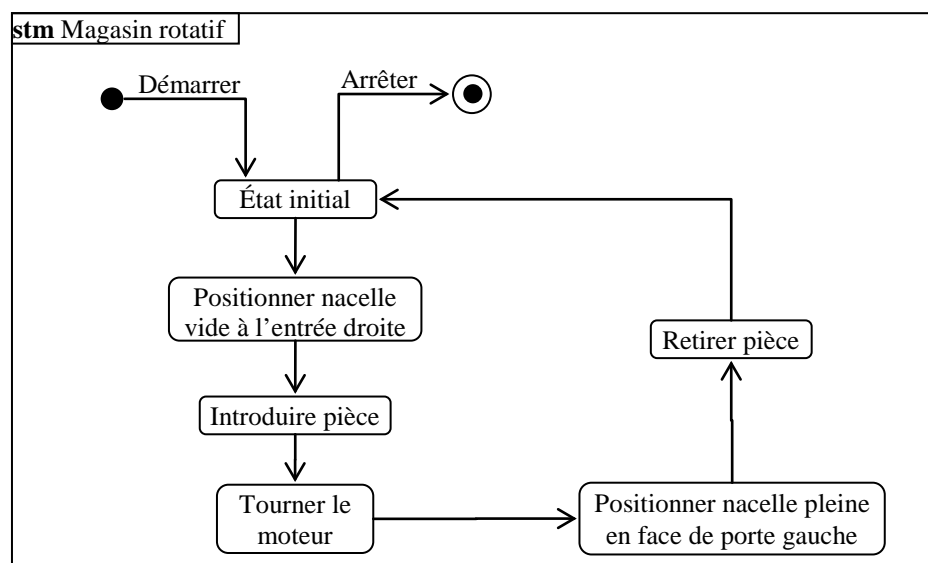 stm Magasin rotatif
Démarrer
Arrêter
État initial
Positionner nacelle
vide à l’entrée droite
Introduire pièce
Tourner le
moteur
Positionner nacelle pleine
en face de porte gauche
Retirer pièce